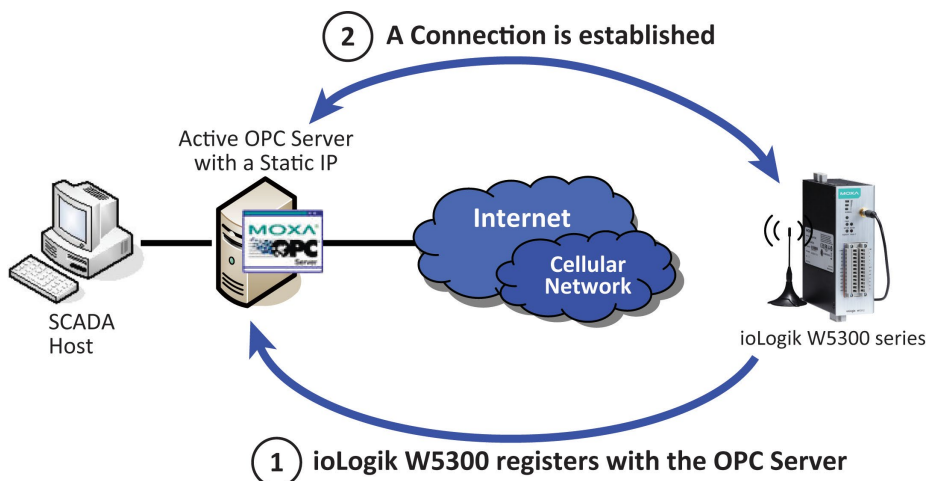 2 A Connection is established
Active OPC Server
with a Static IP
MOXA
OPC
Server
Internet
Cellular
Network
MOXA
SCADA
Host
ioLogik W5300 series
1 ioLogik W5300 registers with the OPC Server